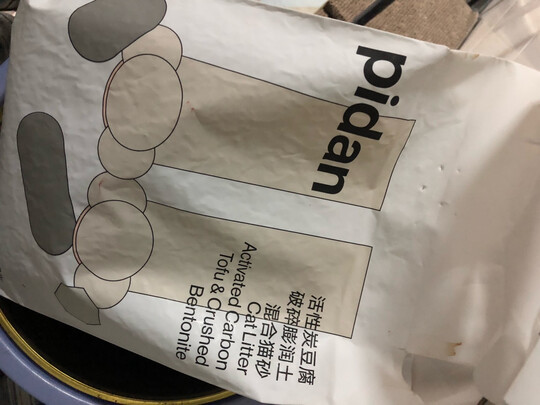 pidan
活性炭豆腐
破碎膨润土
混合猫砂
Activated Carbon
Tofu & Crushed
Bentonite
Cat Litter